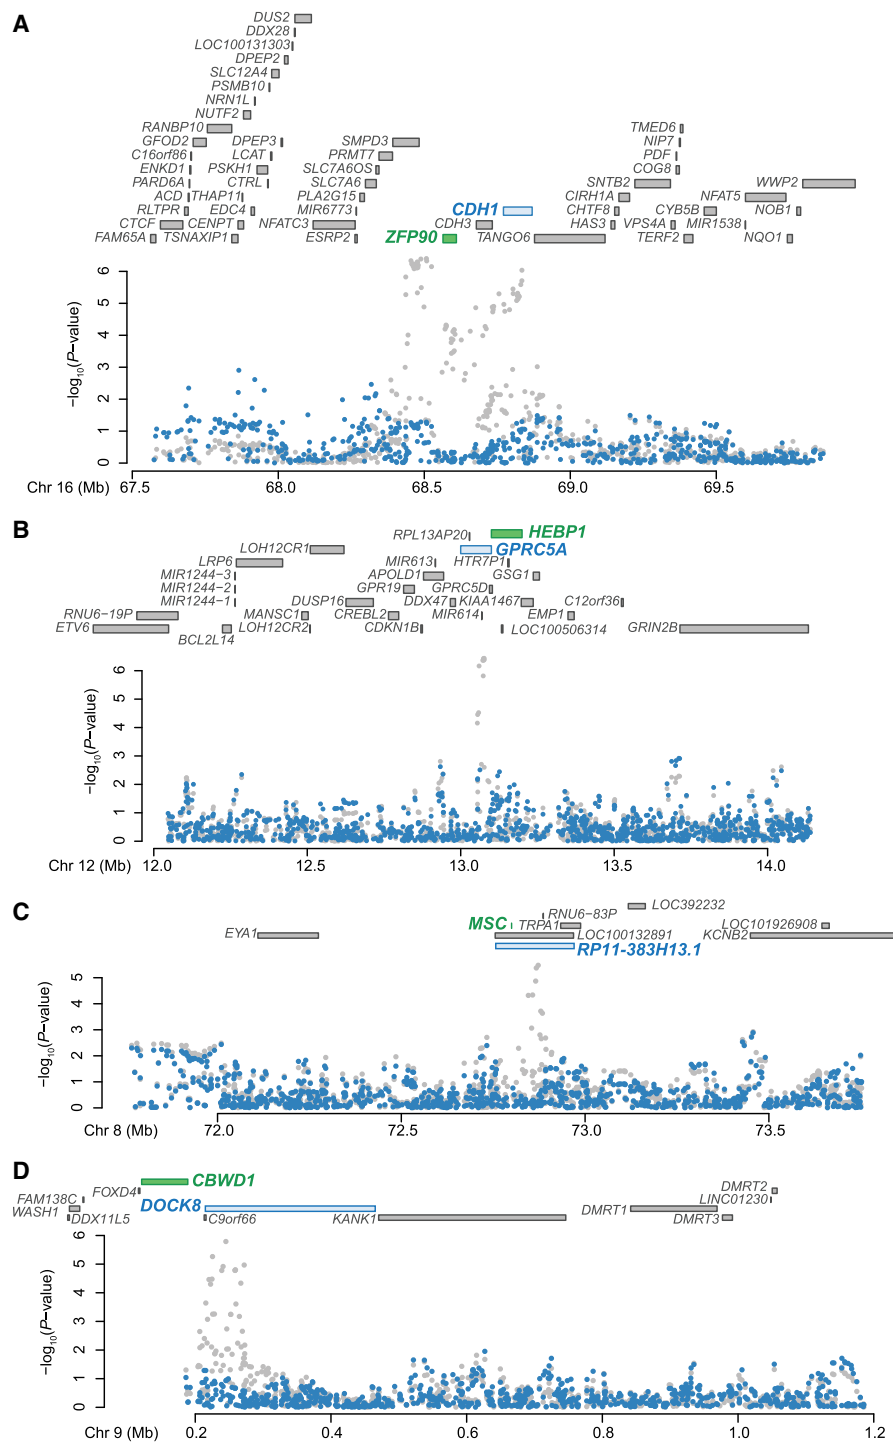 A
DUS2
DDX28
LOC100131303
DPEP2
SLC12A4
PSMB10
NRN1L
NUTF2
RANBP10 TMED6
GFOD2 DPEP3 SMPD3 NIP7
C16orf86 LCAT PRMT7 PDF
ENKD1 PSKH1 SLC7A6OS COG8
PARD6A CTRL SLC7A6 SNTB2 WWP2
ACD THAP11 PLA2G15 CIRH1A NFAT5
RLTPR EDC4 MIR6773 CDH1 CHTF8 CYB5B NOB1
CTCF CENPT NFATC3 CDH3 HAS3 VPS4A MIR1538
FAM65A TSNAXIP1 ESRP2 ZFP90 TANGO6 TERF2 NQO1
−log10(P−value)
6
5
4
3
2
1
0
Chr 16 (Mb) 67.5 68.0 68.5 69.0 69.5
B
RPL13AP20 HEBP1
LOH12CR1 GPRC5A
LRP6 MIR613 HTR7P1
MIR1244−3 APOLD1 GSG1
MIR1244−2 GPR19 GPRC5D
MIR1244−1 DUSP16 DDX47 KIAA1467 C12orf36
RNU6−19P MANSC1 CREBL2 MIR614 EMP1
ETV6 LOH12CR2 CDKN1B LOC100506314 GRIN2B
BCL2L14
−log10(P−value)
6
5
4
3
2
1
0
Chr 12 (Mb) 12.0 12.5 13.0 13.5 14.0
C
LOC392232
RNU6−83P
MSC TRPA1 LOC101926908
EYA1 LOC100132891 KCNB2
RP11-383H13.1
−log10(P−value)
5
4
3
2
1
0
Chr 8 (Mb) 72.0 72.5 73.0 73.5
D
CBWD1
FOXD4 DMRT2
FAM138C LINC01230
WASH1 DOCK8 DMRT1
DDX11L5 C9orf66 KANK1 DMRT3
−log10(P−value)
6
5
4
3
2
1
0
Chr 9 (Mb) 0.2 0.4 0.6 0.8 1.0 1.2